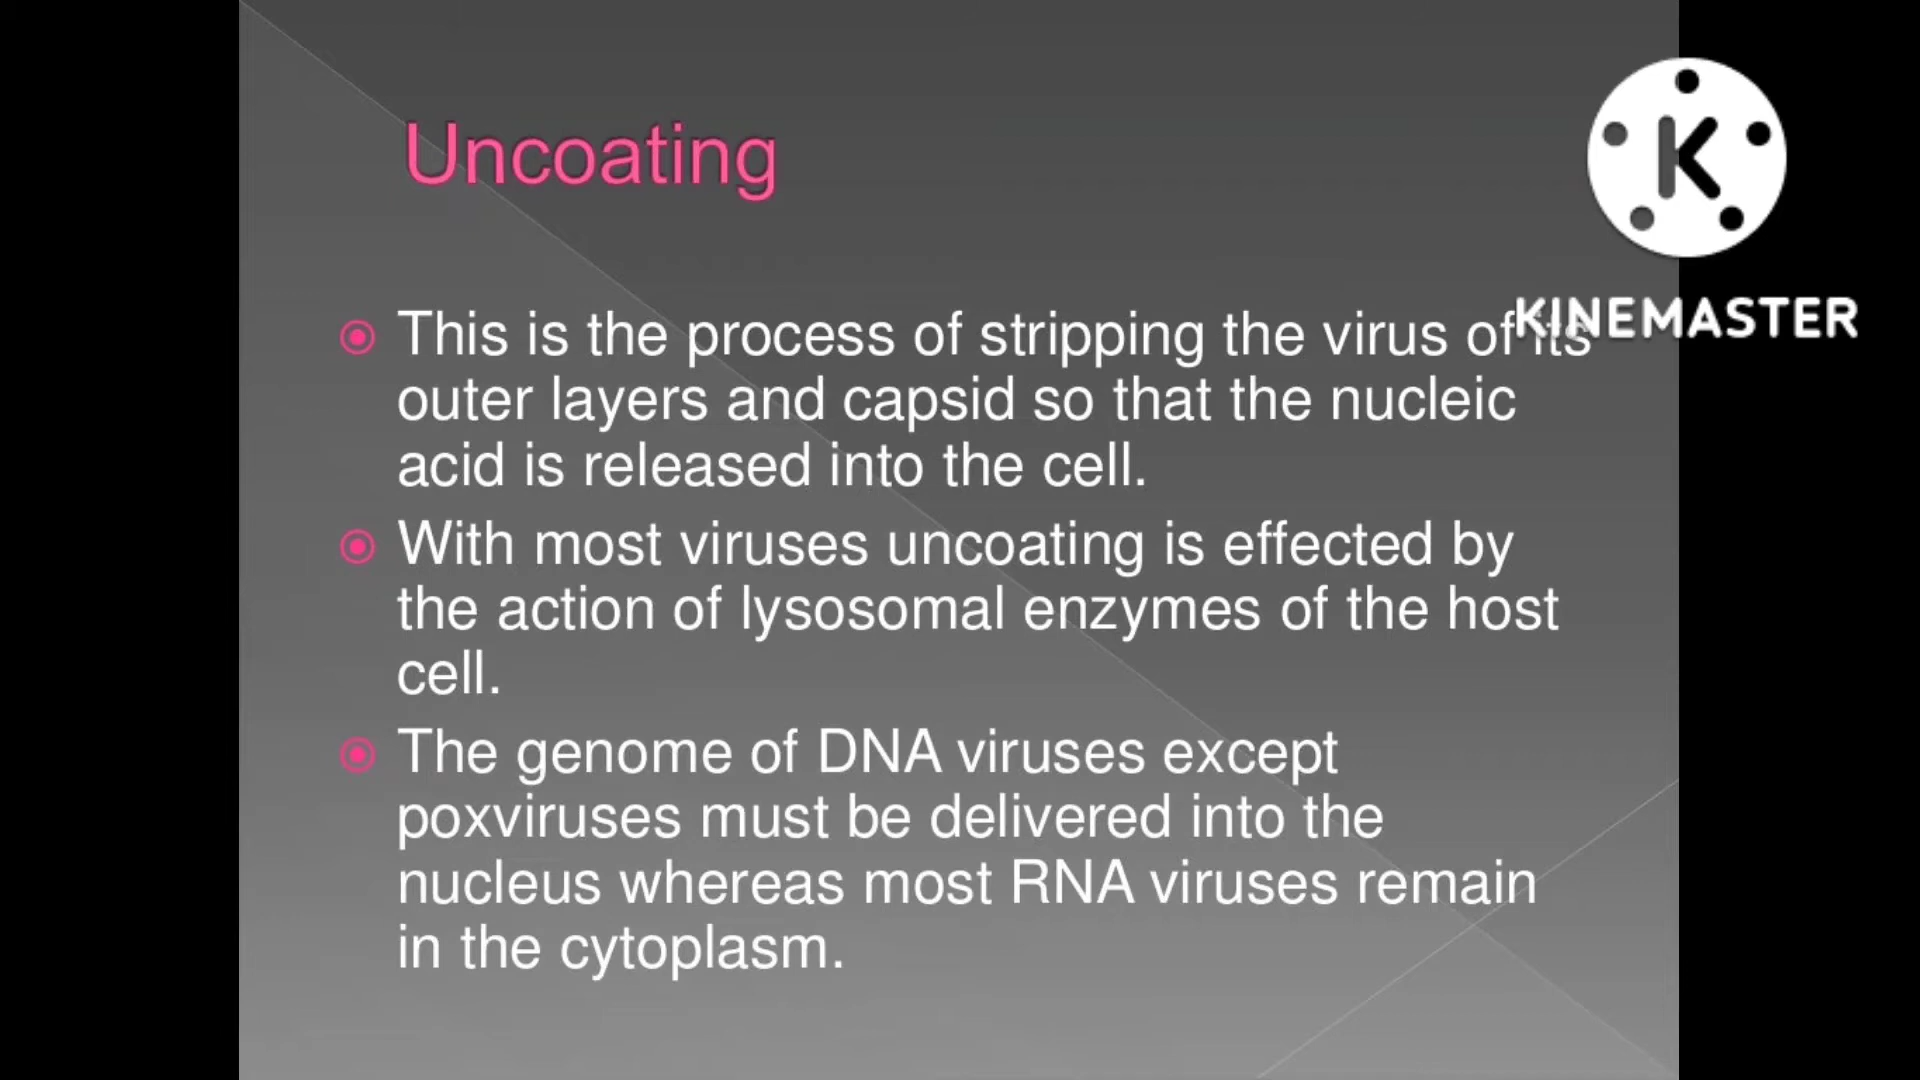 Uncoating
K
KINEMASTER
This is the process of stripping the virus of its
outer layers and capsid so that the nucleic
acid is released into the cell.
With most viruses uncoating is effected by
the action of lysosomal enzymes of the host
cell.
The genome of DNA viruses except
poxviruses must be delivered into the
nucleus whereas most RNA viruses remain
in the cytoplasm.